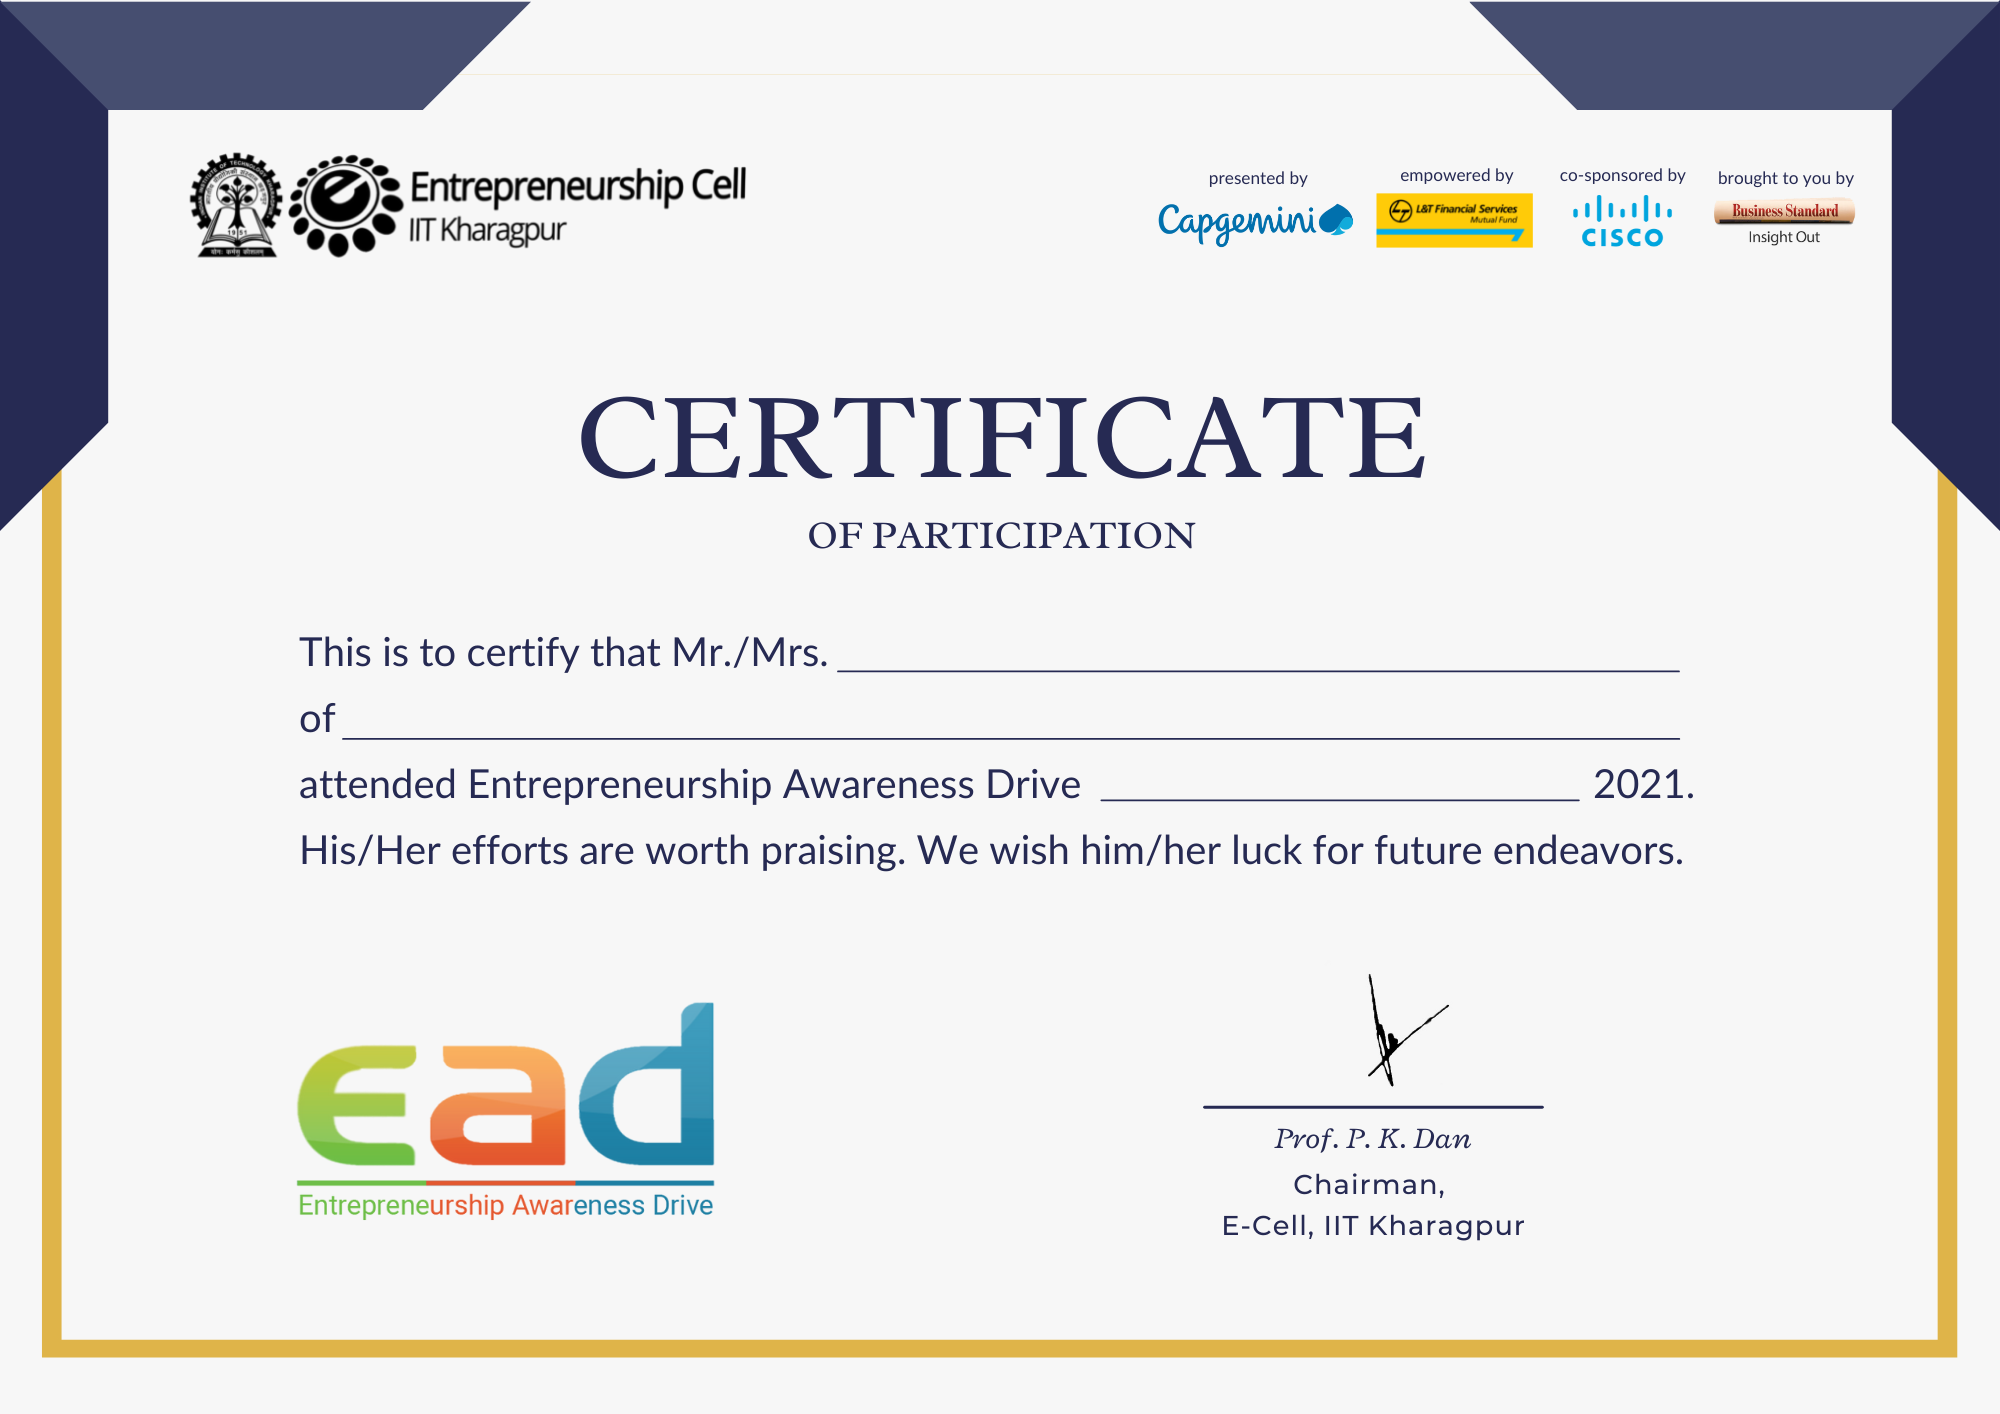 Entrepreneurship Cell
IIT Kharagpur
presented by
Capgemini
empowered by
L&T Financial Services
Mutual Fund
co-sponsored by
CISCO
brought to you by
Business Standard
Insight Out
CERTIFICATE
OF PARTICIPATION
This is to certify that Mr./Mrs.
of
attended Entrepreneurship Awareness Drive 2021.
His/Her efforts are worth praising. We wish him/her luck for future endeavors.
ead
Entrepreneurship Awareness Drive
Prof. P. K. Dan
Chairman,
E-Cell, IIT Kharagpur